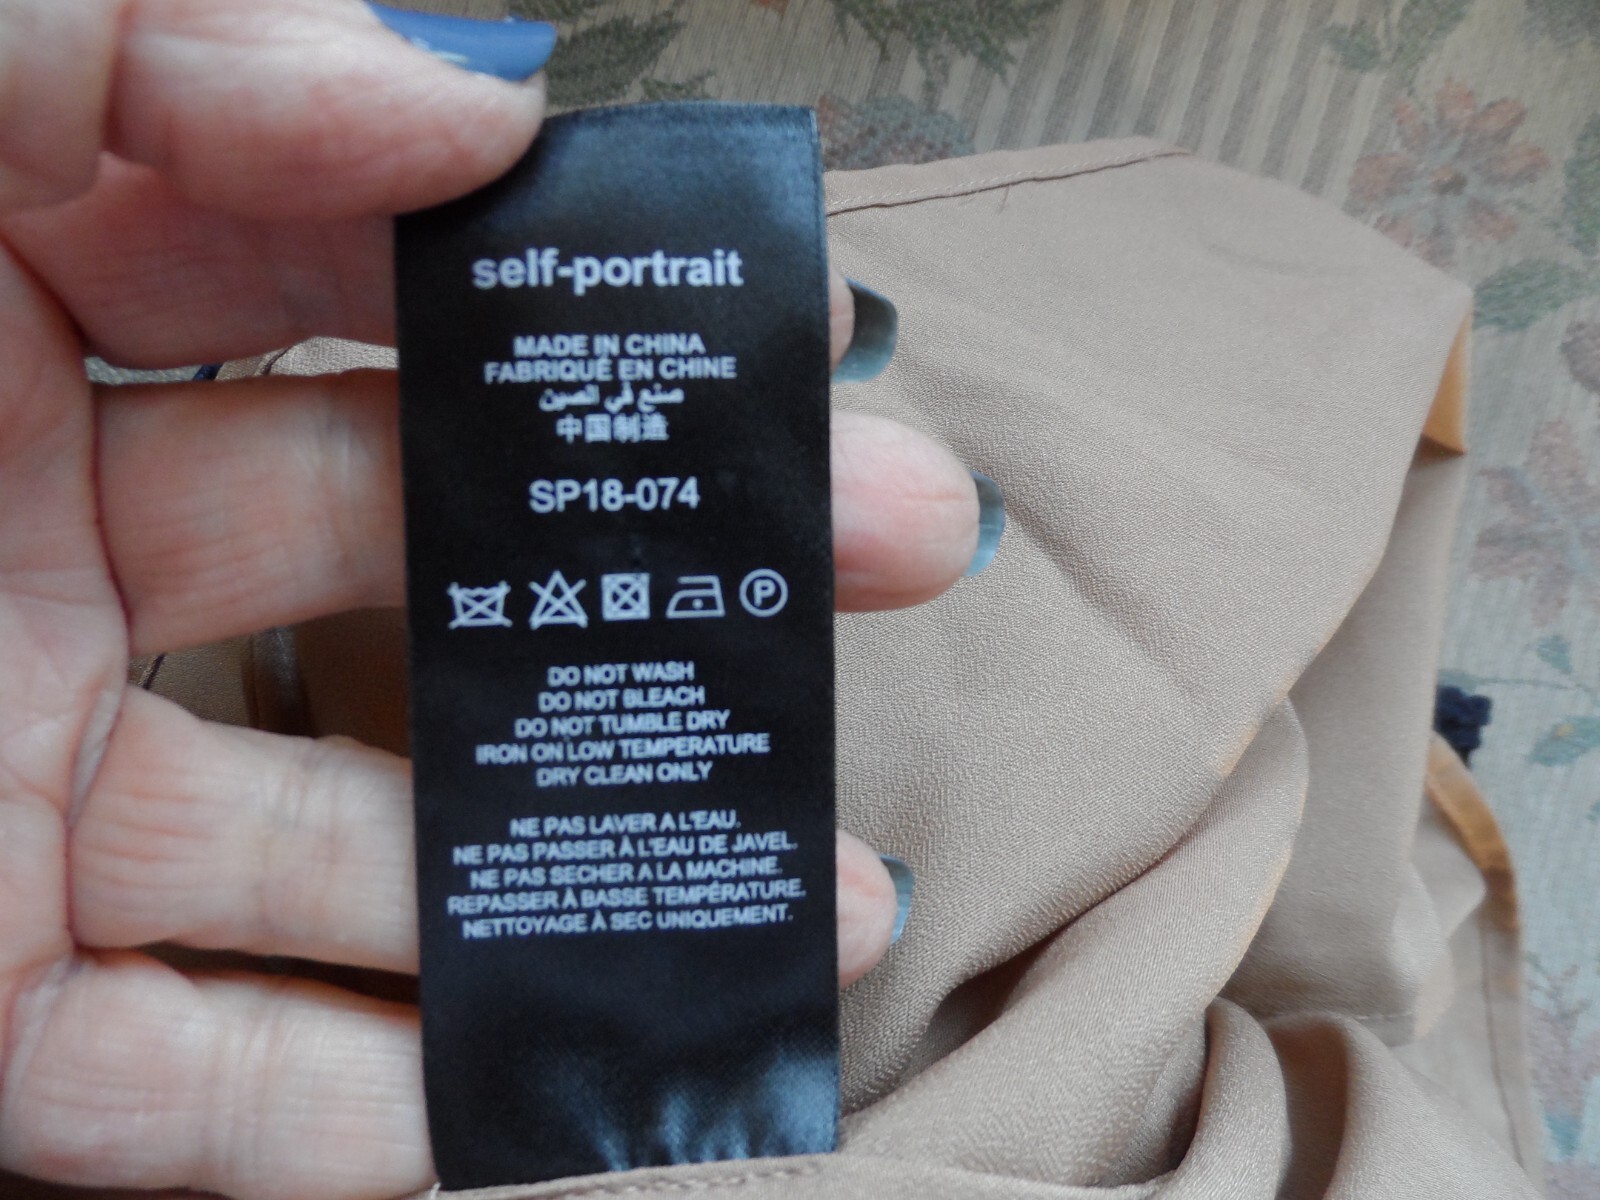 self-portrait
MADE IN CHINA
FABRIQUÉ EN CHINE
صنع في الصين
中国制造
SP18-074
P
DO NOT WASH
DO NOT BLEACH
DO NOT TUMBLE DRY
IRON ON LOW TEMPERATURE
DRY CLEAN ONLY
NE PAS LAVER A L'EAU.
NE PAS PASSER À L'EAU DE JAVEL.
NE PAS SECHER A LA MACHINE.
REPASSER À BASSE TEMPÉRATURE.
NETTOYAGE À SEC UNIQUEMENT.